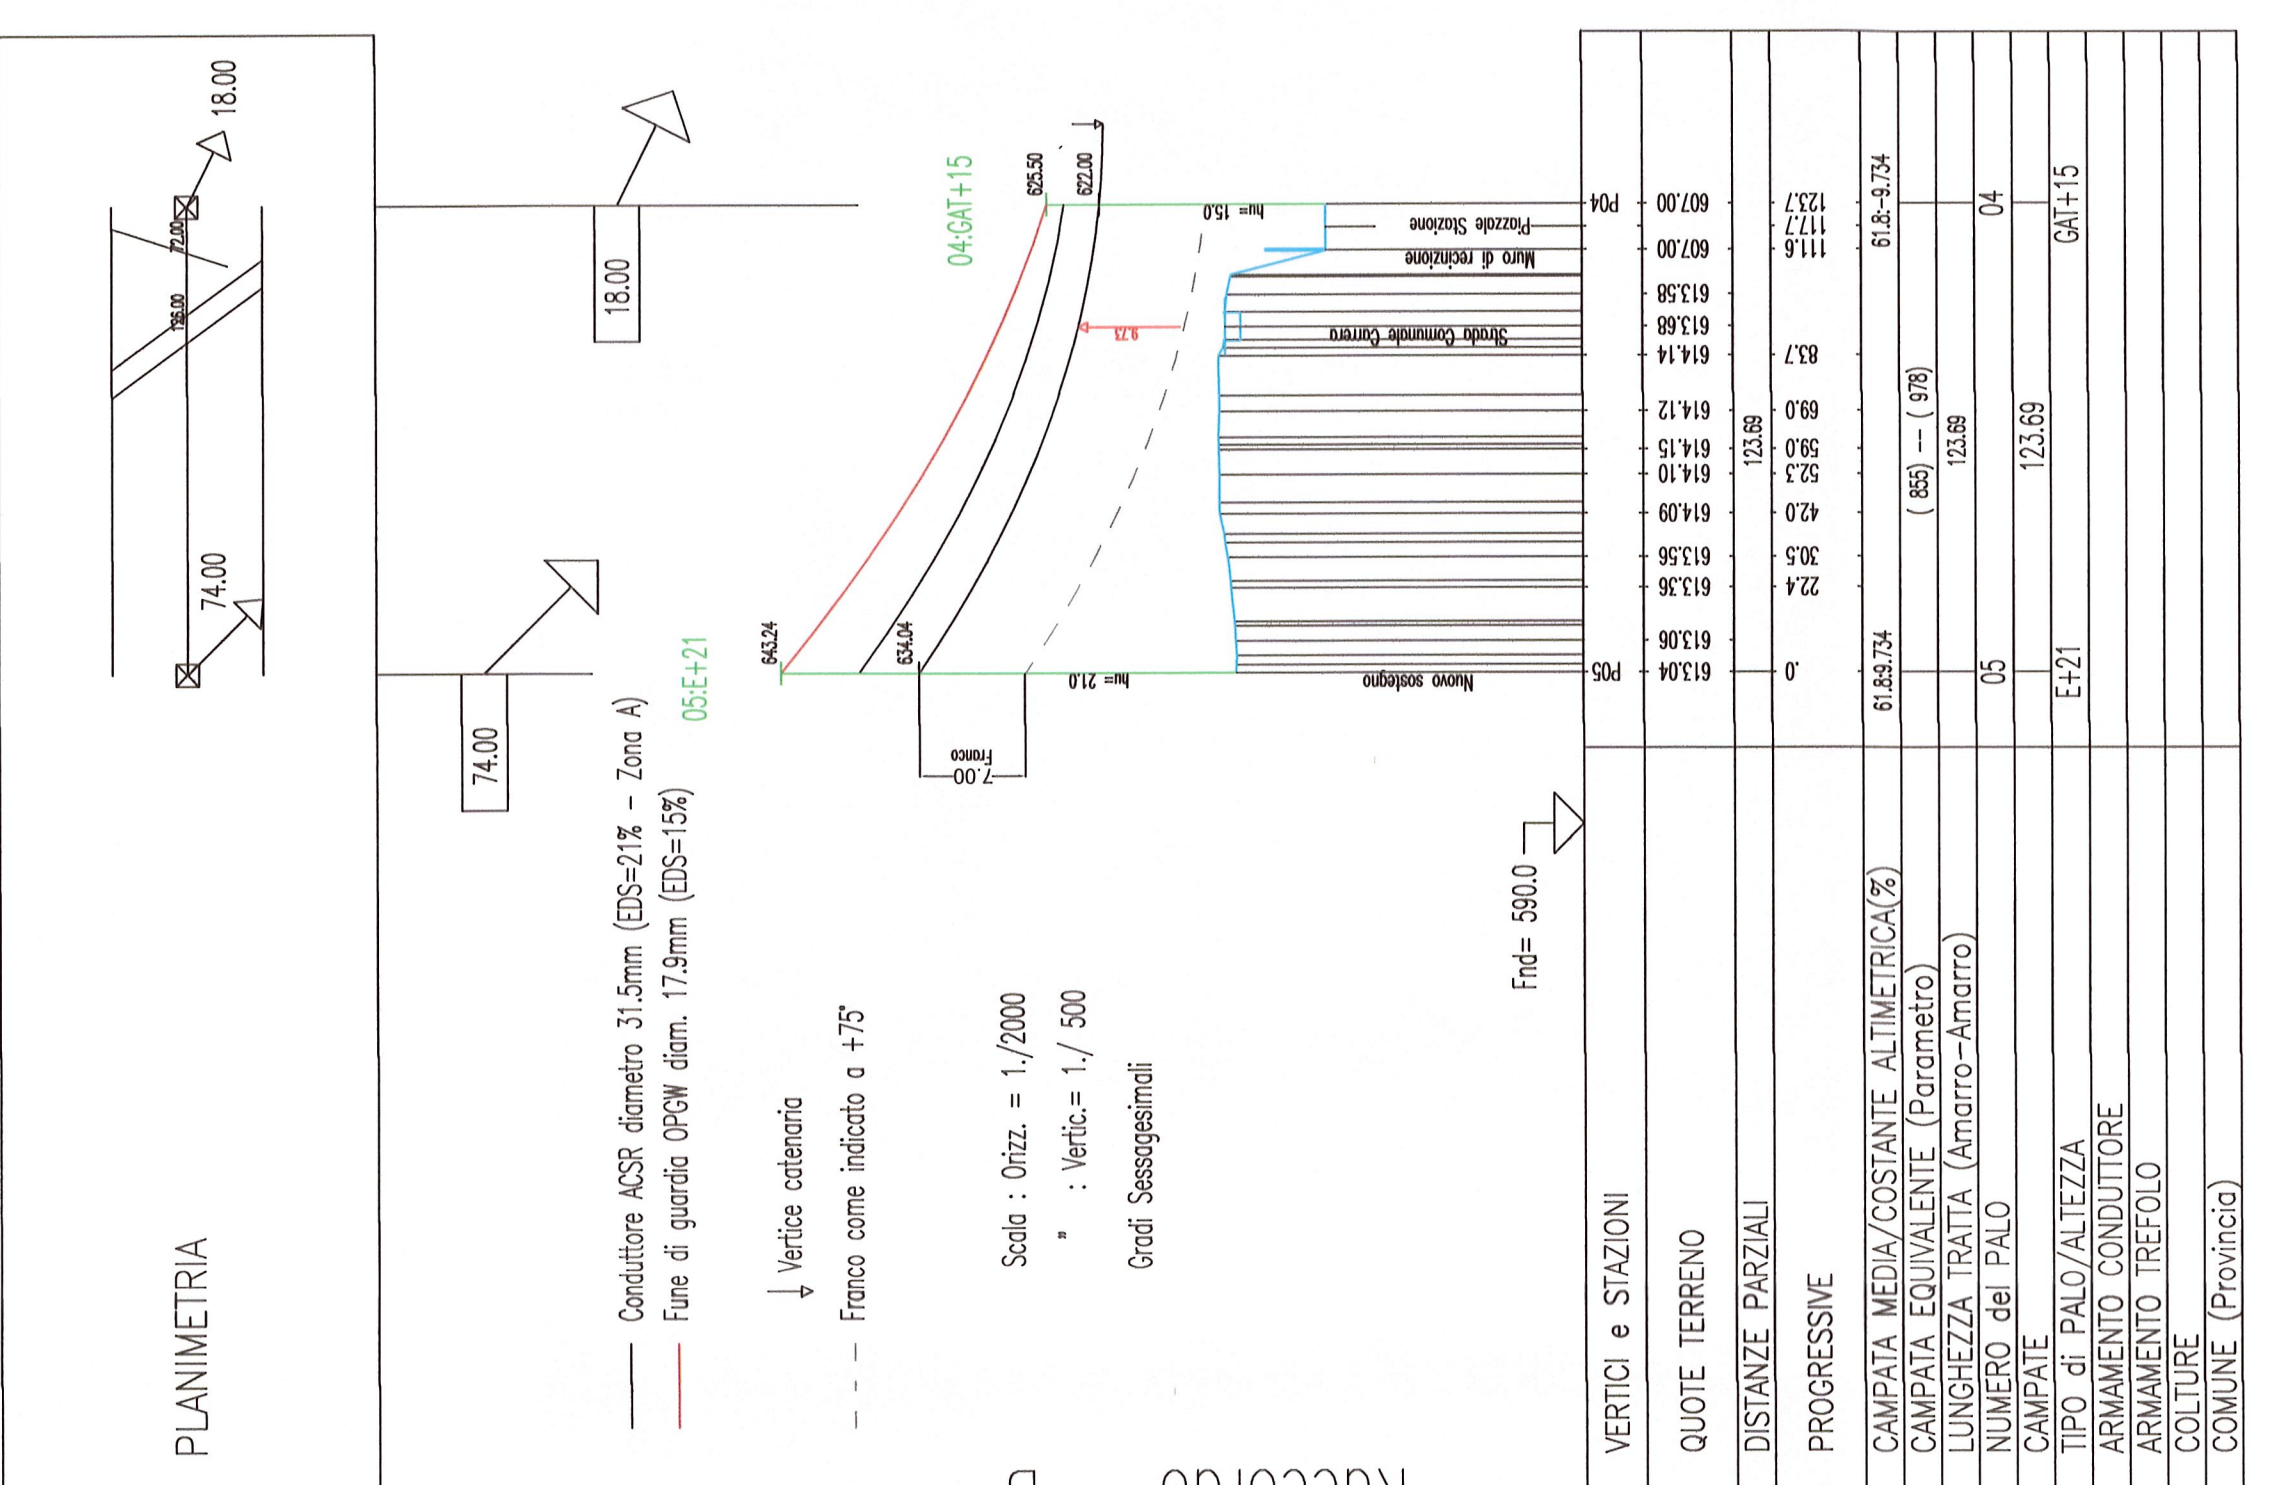 PLANIMETRIA
74.00
126.00
72.00
18.00
74.00
18.00
Conduttore ACSR diametro 31.5mm (EDS=21% - Zona A)
Fune di guardia OPGW diam. 17.9mm (EDS=15%)
Vertice catenaria
Franco come indicato a +75°
Scala : Orizz. = 1./2000
" : Vertic.= 1./ 500
Gradi Sessagesimali
05:E+21
04:GAT+15
643.24
634.04
625.50
622.00
hu= 21.0
hu= 15.0
7.00
Franco
9.73
Nuovo sostegno
Strada Comunale Carrera
Muro di recinzione
Piazzale Stazione
Fnd= 590.0
VERTICI e STAZIONI P05 P04
QUOTE TERRENO 613.04 613.06 613.36 613.56 614.09 614.10 614.15 614.12 614.14 613.68 613.58 607.00 607.00
DISTANZE PARZIALI 123.69
PROGRESSIVE .0 22.4 30.5 42.0 52.3 59.0 69.0 83.7 111.6 117.7 123.7
CAMPATA MEDIA/COSTANTE ALTIMETRICA(%) 61.8:9.734 61.8:-9.734
CAMPATA EQUIVALENTE (Parametro) ( 855) -- ( 978)
LUNGHEZZA TRATTA (Amarro-Amarro) 123.69
NUMERO del PALO 05 04
CAMPATE 123.69
TIPO di PALO/ALTEZZA E+21 GAT+15
ARMAMENTO CONDUTTORE
ARMAMENTO TREFOLO
COLTURE
COMUNE (Provincia)